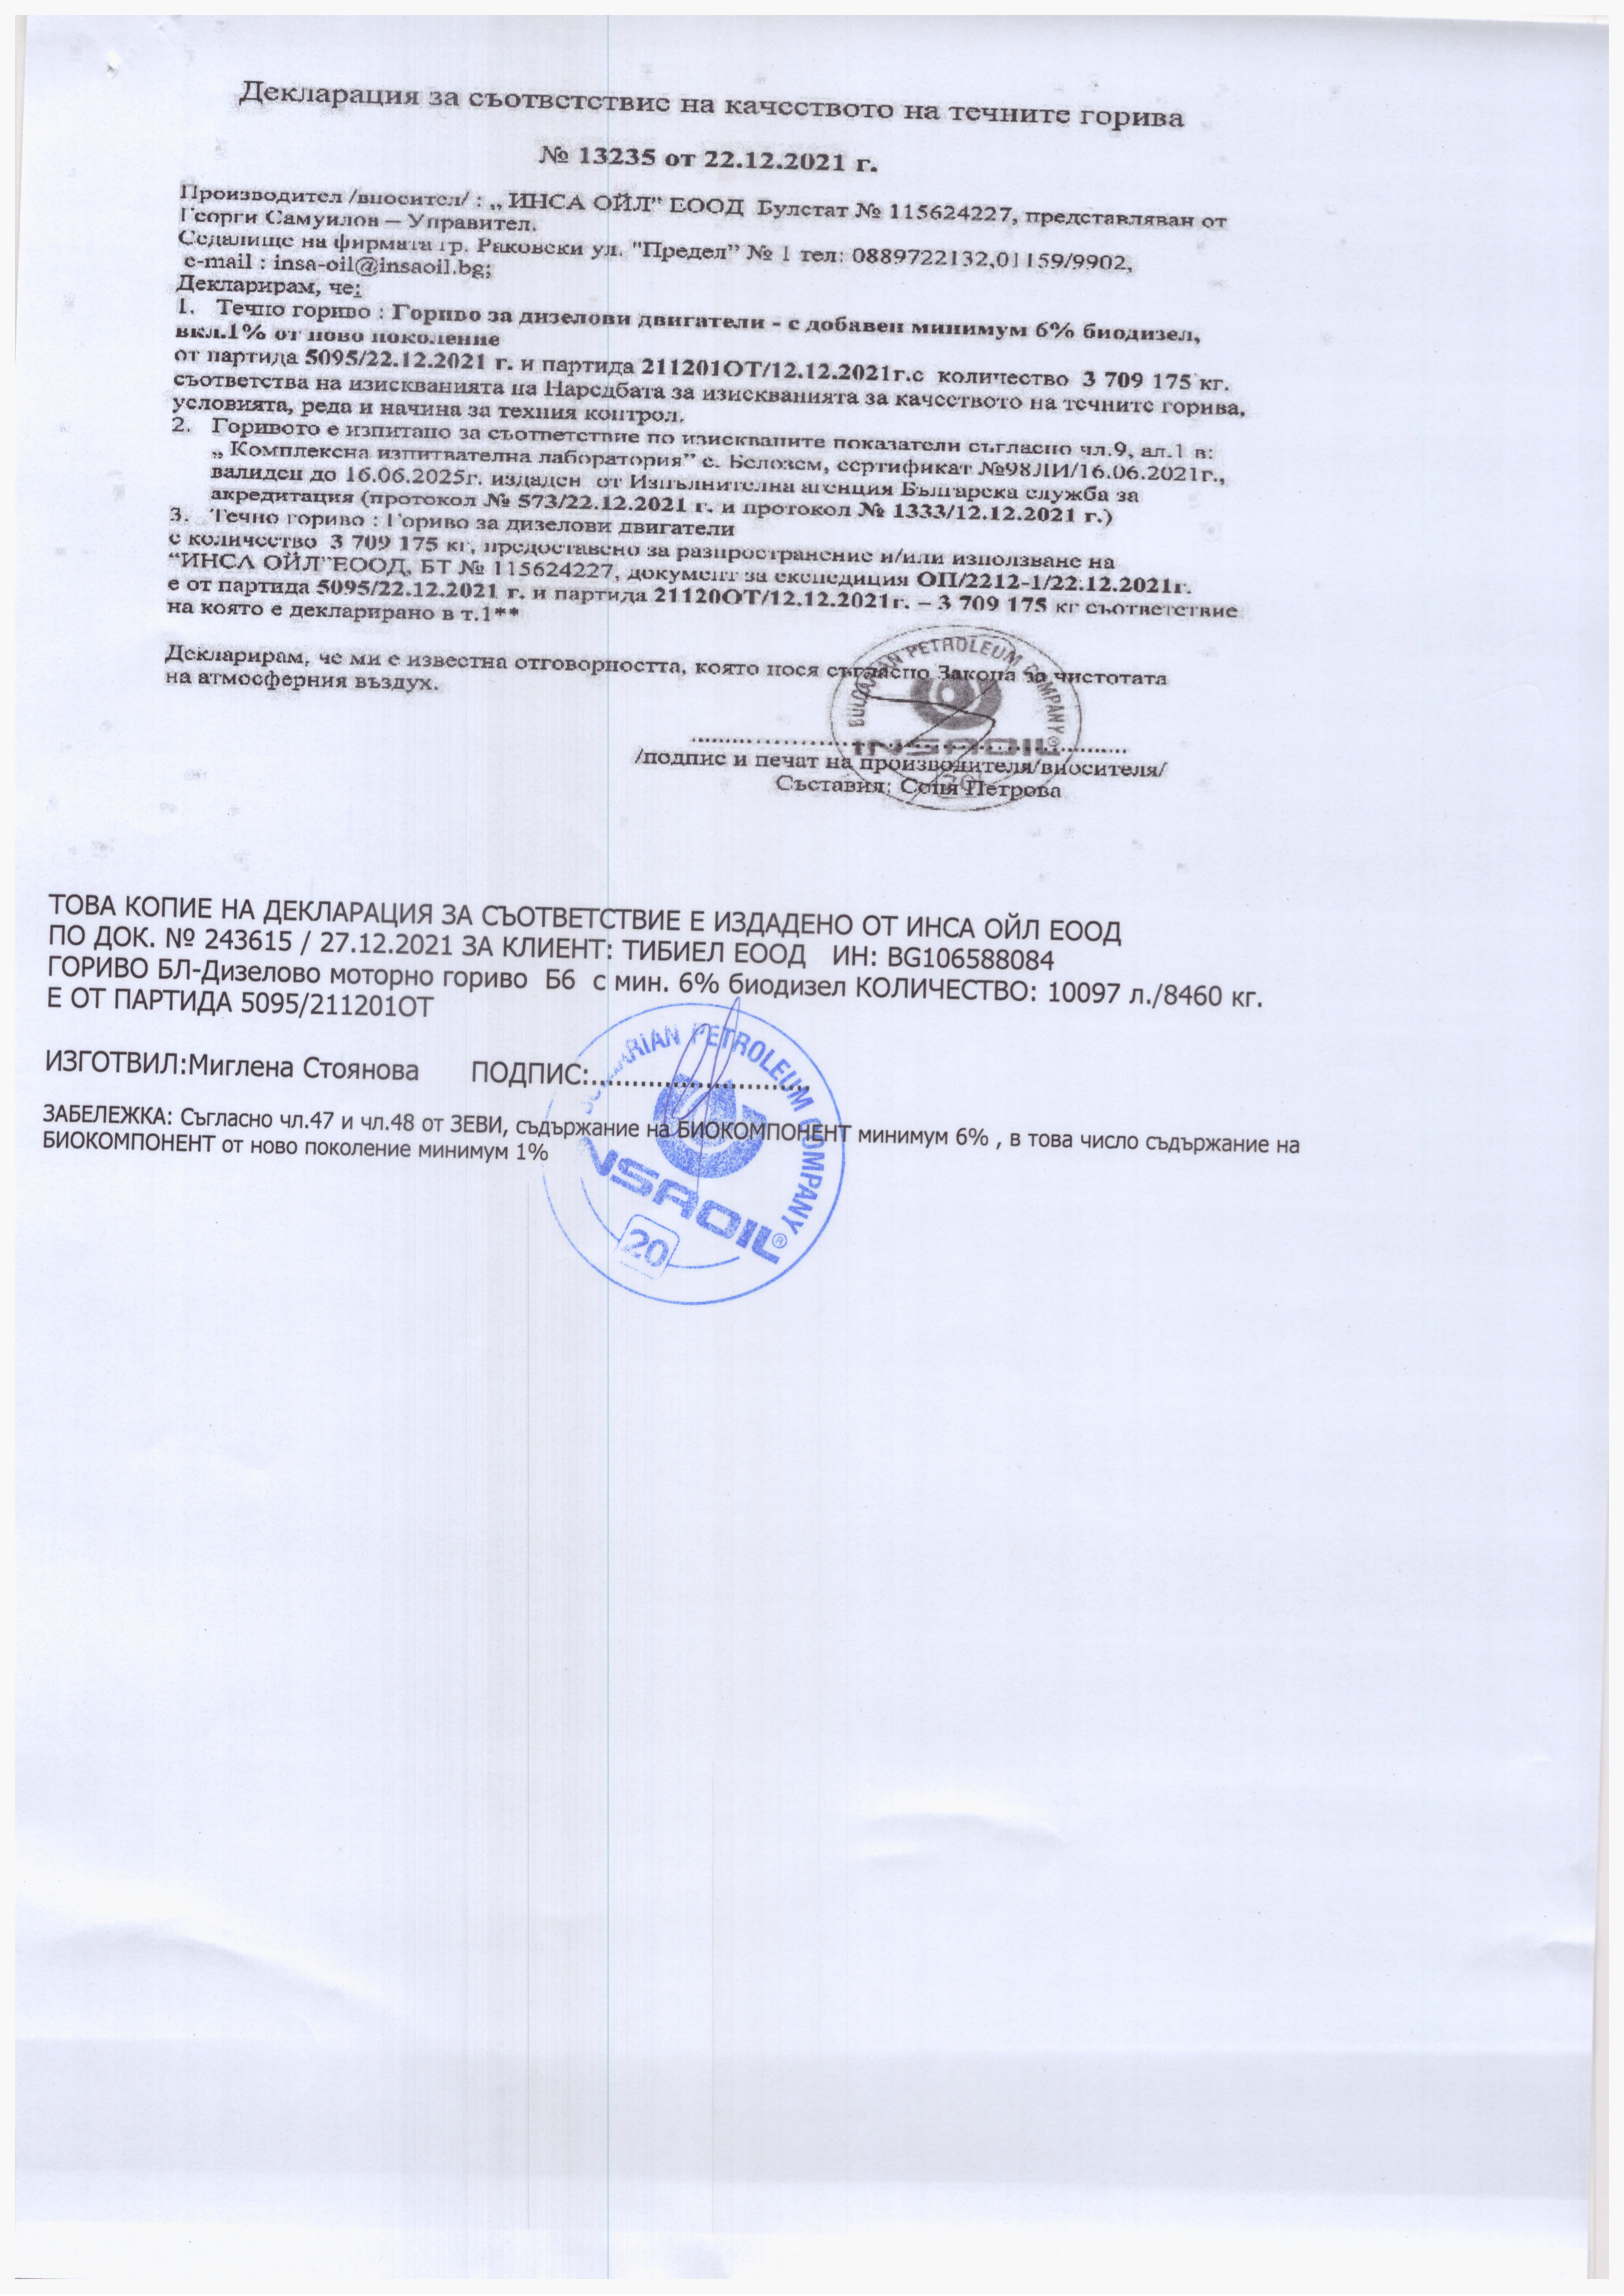 Декларация за съответствие на качеството на течните горива
№ 13235 от 22.12.2021 г.
Производител /вносител/ : „ ИНСА ОЙЛ” ЕООД Булстат № 115624227, представляван от
Георги Самуилов – Управител.
Седалище на фирмата гр. Раковски ул. "Предел” № 1 тел: 0889722132,031159/9902,
e-mail : insa-oil@insaoil.bg;
Декларирам, че:
1. Течно гориво : Гориво за дизелови двигатели - с добавен минимум 6% биодизел,
вкл.1% от ново поколение
от партида 5095/22.12.2021 г. и партида 211201ОТ/12.12.2021г.с количество 3 709 175 кг.
съответства на изискванията на Наредбата за изискванията за качеството на течните горива,
условията, реда и начина за техния контрол.
2. Горивото е изпитано за съответствие по изискваните показатели съгласно чл.9, ал.1 в:
„ Комплексна изпитвателна лаборатория” с. Белозем, сертификат №98ЛИ/16.06.2021г.,
валиден до 16.06.2025г. издаден от Изпълнителна агенция Българска служба за
акредитация (протокол № 573/22.12.2021 г. и протокол № 1333/12.12.2021 г.)
3. Течно гориво : Гориво за дизелови двигатели
с количество 3 709 175 кг, предоставено за разпространение и/или използване на
“ИНСА ОЙЛ”ЕООД, БТ № 115624227, документ за експедиция ОП/2212-1/22.12.2021г.
е от партида 5095/22.12.2021 г. и партида 21120ОТ/12.12.2021г. – 3 709 175 кг съответствие
на която е декларирано в т.1**
Декларирам, че ми е известна отговорността, която нося съгласно Закона за чистотата
на атмосферния въздух.
BULGARIAN PETROLEUM COMPANY®
INSAOIL
20
/подпис и печат на производителя/вносителя/
Съставил: Соня Петрова
ТОВА КОПИЕ НА ДЕКЛАРАЦИЯ ЗА СЪОТВЕТСТВИЕ Е ИЗДАДЕНО ОТ ИНСА ОЙЛ ЕООД
ПО ДОК. № 243615 / 27.12.2021 ЗА КЛИЕНТ: ТИБИЕЛ ЕООД ИН: BG106588084
ГОРИВО БЛ-Дизелово моторно гориво Б6 с мин. 6% биодизел КОЛИЧЕСТВО: 10097 л./8460 кг.
Е ОТ ПАРТИДА 5095/211201ОТ
ИЗГОТВИЛ:Миглена Стоянова ПОДПИС:...........................
ЗАБЕЛЕЖКА: Съгласно чл.47 и чл.48 от ЗЕВИ, съдържание на БИОКОМПОНЕНТ минимум 6% , в това число съдържание на
БИОКОМПОНЕНТ от ново поколение минимум 1%
BULGARIAN PETROLEUM COMPANY
INSAOIL®
20